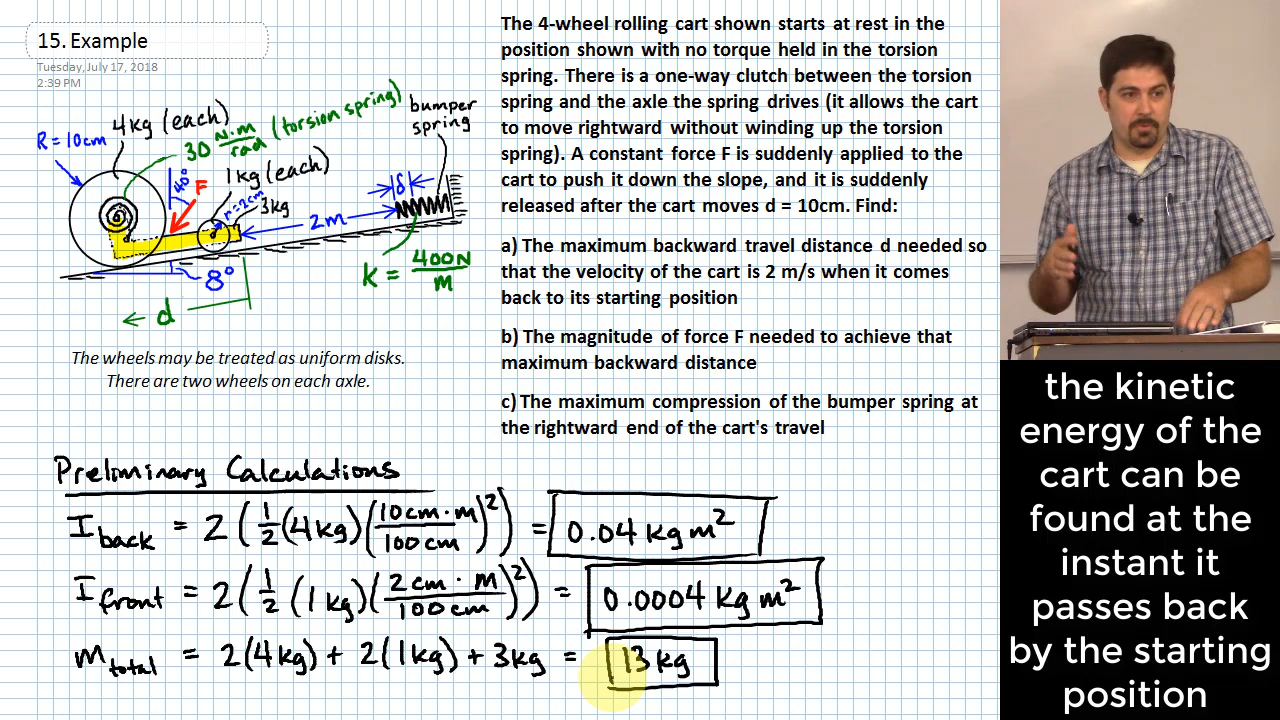 15. Example
Tuesday, July 17, 2018
2:39 PM
4kg (each)
R = 10cm
30 N·m/rad (torsion spring)
bumper
spring
40°
F
1kg (each)
r=2cm
3kg
δ
2m
8°
K = 400N/m
d
The wheels may be treated as uniform disks.
There are two wheels on each axle.
The 4-wheel rolling cart shown starts at rest in the
position shown with no torque held in the torsion
spring. There is a one-way clutch between the torsion
spring and the axle the spring drives (it allows the cart
to move rightward without winding up the torsion
spring). A constant force F is suddenly applied to the
cart to push it down the slope, and it is suddenly
released after the cart moves d = 10cm. Find:
a) The maximum backward travel distance d needed so
that the velocity of the cart is 2 m/s when it comes
back to its starting position
b) The magnitude of force F needed to achieve that
maximum backward distance
c) The maximum compression of the bumper spring at
the rightward end of the cart's travel
Preliminary Calculations
I back = 2 (1/2 (4kg) (10cm·m/100cm)²) = 0.04 kg m²
I front = 2 (1/2 (1kg) (2cm·m/100cm)²) = 0.0004 kg m²
m total = 2(4kg) + 2(1kg) + 3kg = 13 kg
the kinetic
energy of the
cart can be
found at the
instant it
passes back
by the starting
position